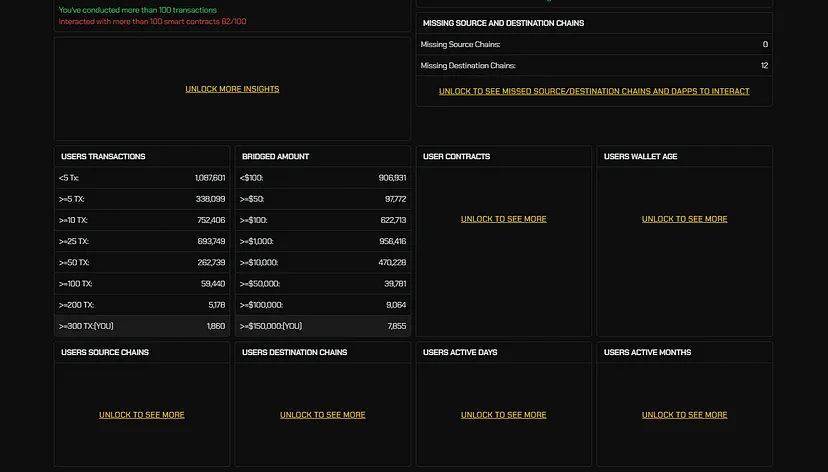 You've conducted more than 100 transactions
Interacted with more than 100 smart contracts 82/100
UNLOCK MORE INSIGHTS
MISSING SOURCE AND DESTINATION CHAINS
Missing Source Chains: 0
Missing Destination Chains: 12
UNLOCK TO SEE MISSED SOURCE/DESTINATION CHAINS AND DAPPS TO INTERACT
USERS TRANSACTIONS
<5 Tx: 1,087,601
>=5 TX: 338,099
>=10 TX: 752,406
>=25 TX: 693,749
>=50 TX: 262,739
>=100 TX: 59,440
>=200 TX: 5,178
>=300 TX:(YOU) 1,860
BRIDGED AMOUNT
<$100: 906,931
>=$50: 97,772
>=$100: 622,713
>=$1,000: 956,416
>=$10,000: 470,228
>=$50,000: 39,781
>=$100,000: 9,064
>=$150,000:(YOU) 7,855
USER CONTRACTS
UNLOCK TO SEE MORE
USERS WALLET AGE
UNLOCK TO SEE MORE
USERS SOURCE CHAINS
UNLOCK TO SEE MORE
USERS DESTINATION CHAINS
UNLOCK TO SEE MORE
USERS ACTIVE DAYS
UNLOCK TO SEE MORE
USERS ACTIVE MONTHS
UNLOCK TO SEE MORE